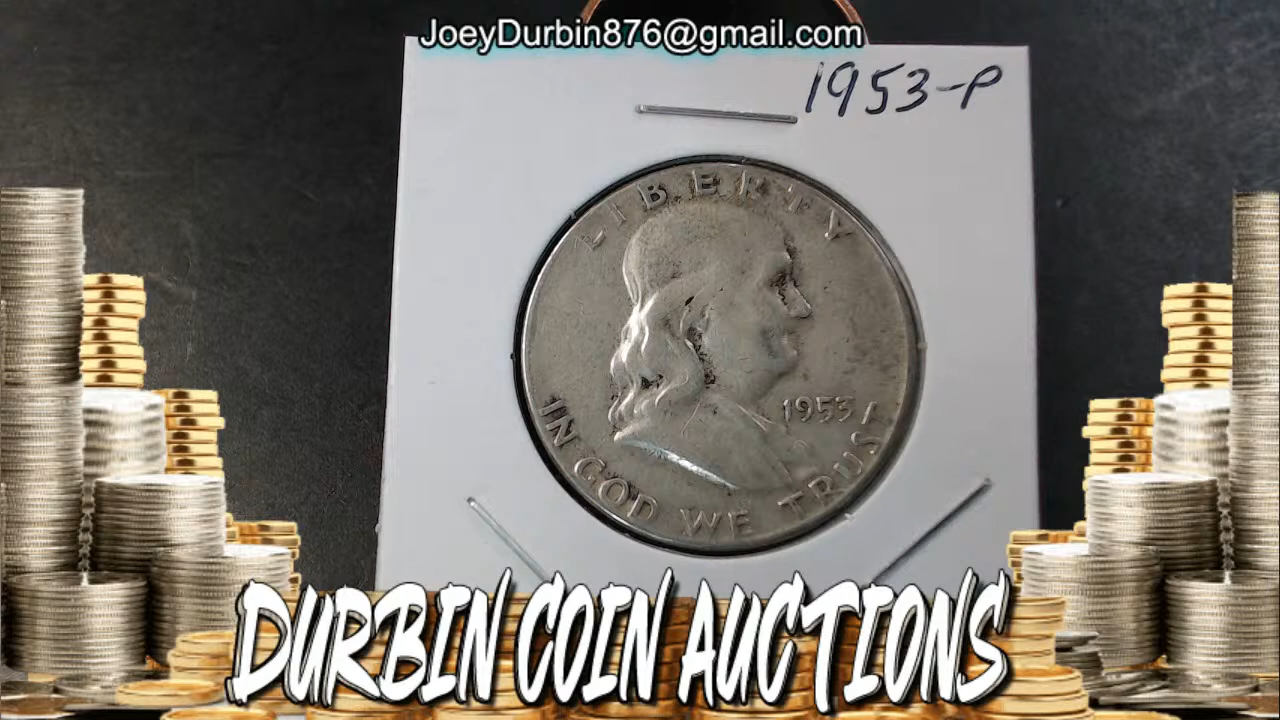 JoeyDurbin876@gmail.com
1953-P
LIBERTY
1953
IN GOD WE TRUST
DURBIN COIN AUCTIONS